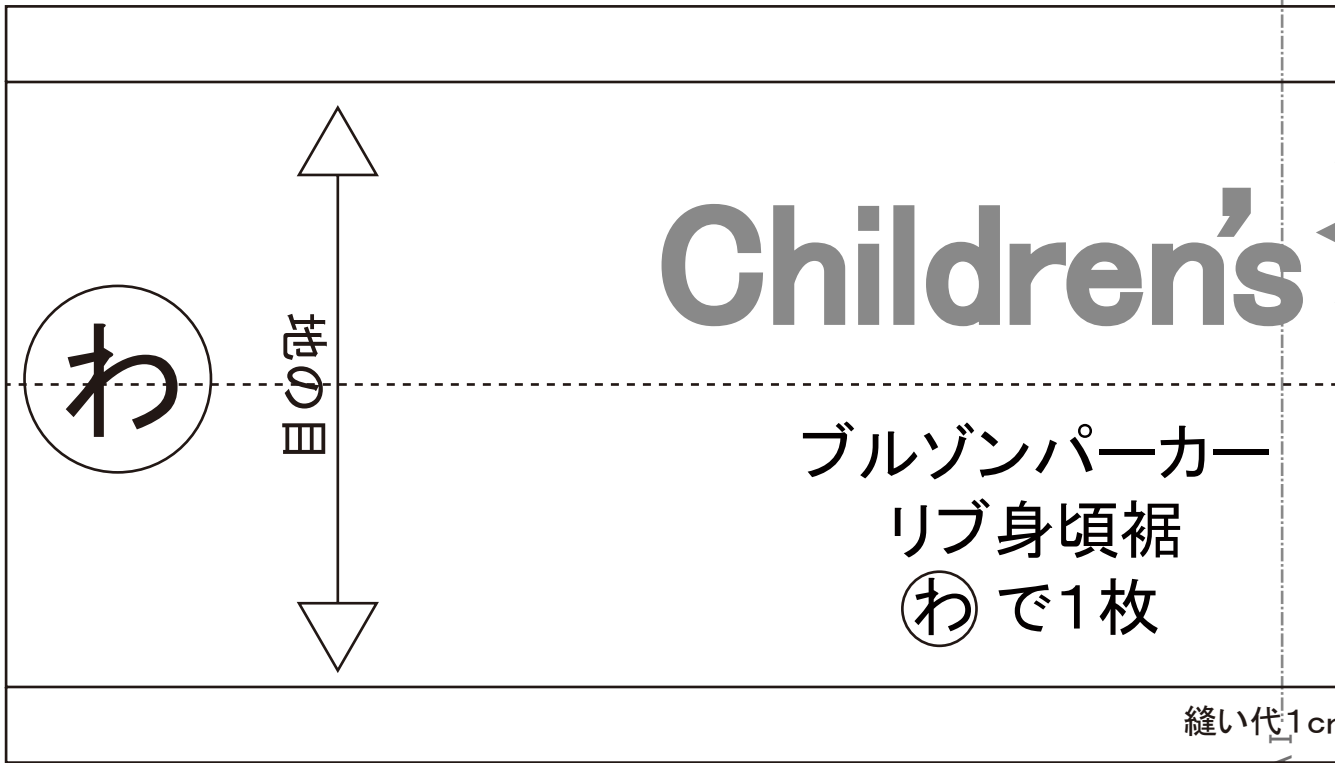 Children's
わ
地の目
ブルゾンパーカー
リブ身頃裾
わ で1枚
縫い代1c